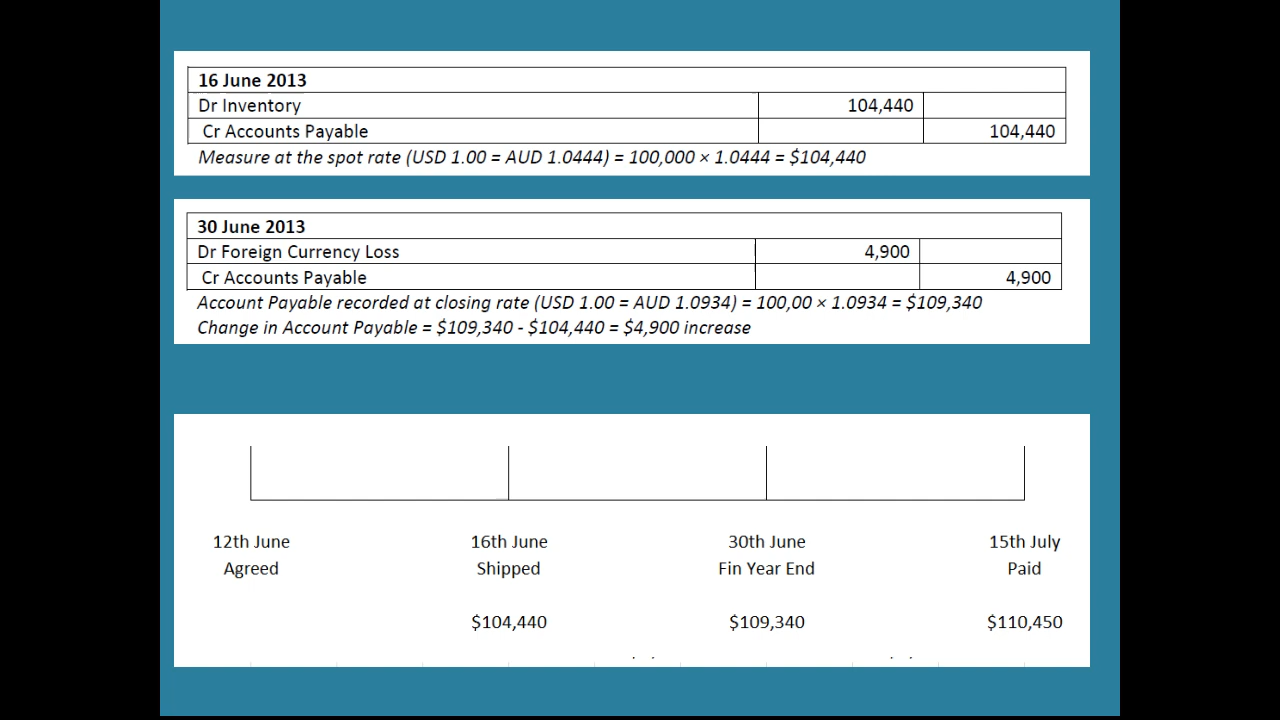 16 June 2013
Dr Inventory 104,440
Cr Accounts Payable 104,440
Measure at the spot rate (USD 1.00 = AUD 1.0444) = 100,000 × 1.0444 = $104,440
30 June 2013
Dr Foreign Currency Loss 4,900
Cr Accounts Payable 4,900
Account Payable recorded at closing rate (USD 1.00 = AUD 1.0934) = 100,00 × 1.0934 = $109,340
Change in Account Payable = $109,340 - $104,440 = $4,900 increase
12th June 16th June 30th June 15th July
Agreed Shipped Fin Year End Paid
$104,440 $109,340 $110,450